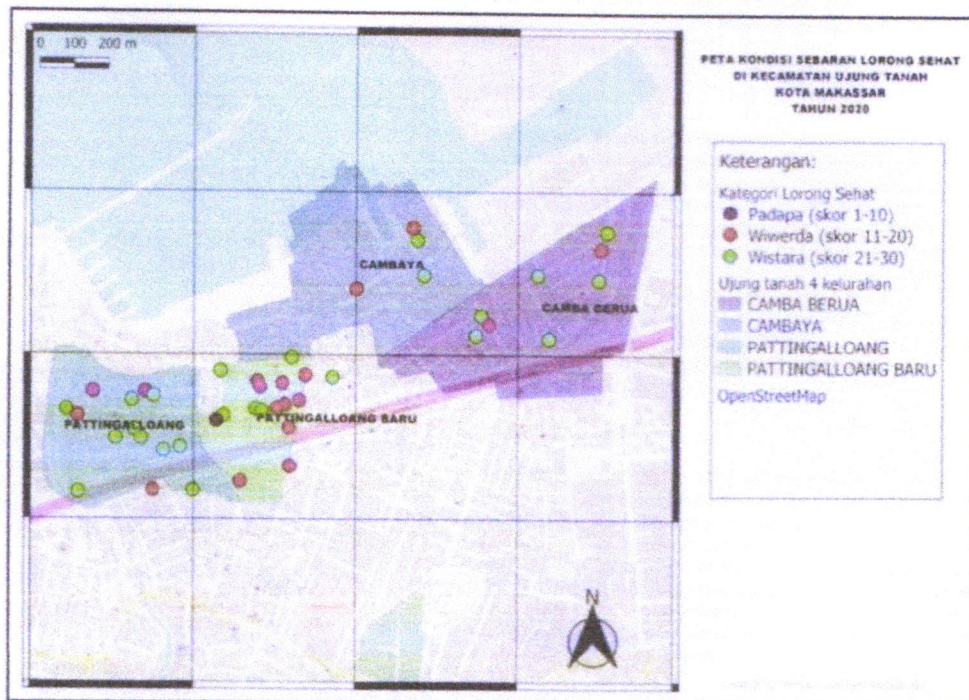 0 100 200 m
PETA KONDISI SEBARAN LORONG SEHAT
DI KECAMATAN UJUNG TANAH
KOTA MAKASSAR
TAHUN 2020
Keterangan:
Kategori Lorong Sehat
Padapa (skor 1-10)
Wiwerda (skor 11-20)
Wistara (skor 21-30)
Ujung tanah 4 kelurahan
CAMBA BERUA
CAMBAYA
PATTINGALLOANG
PATTINGALLOANG BARU
OpenStreetMap
CAMBAYA
CAMBA BERUA
PATTINGALLOANG
PATTINGALLOANG BARU
N